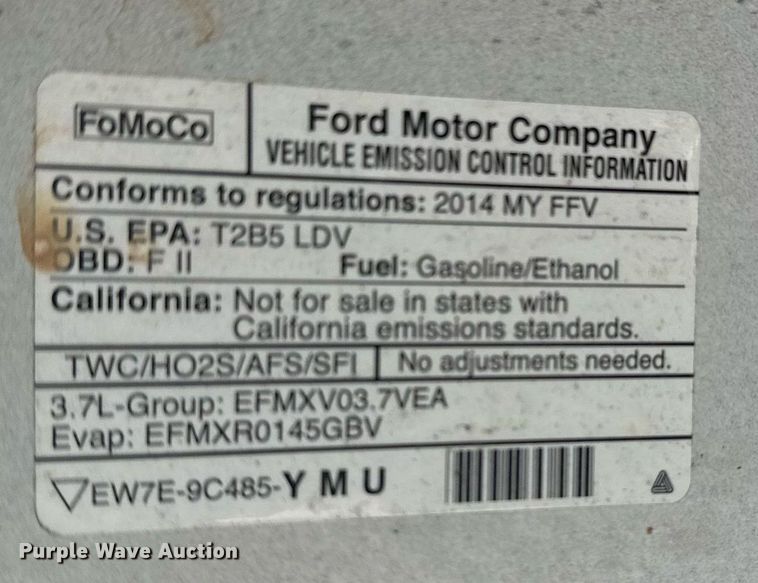 FoMoCo
Ford Motor Company
VEHICLE EMISSION CONTROL INFORMATION
Conforms to regulations: 2014 MY FFV
U.S. EPA: T2B5 LDV
OBD: F II Fuel: Gasoline/Ethanol
California: Not for sale in states with
California emissions standards.
TWC/HO2S/AFS/SFI No adjustments needed.
3.7L-Group: EFMXV03.7VEA
Evap: EFMXR0145GBV
EW7E-9C485-Y M U
Purple Wave Auction